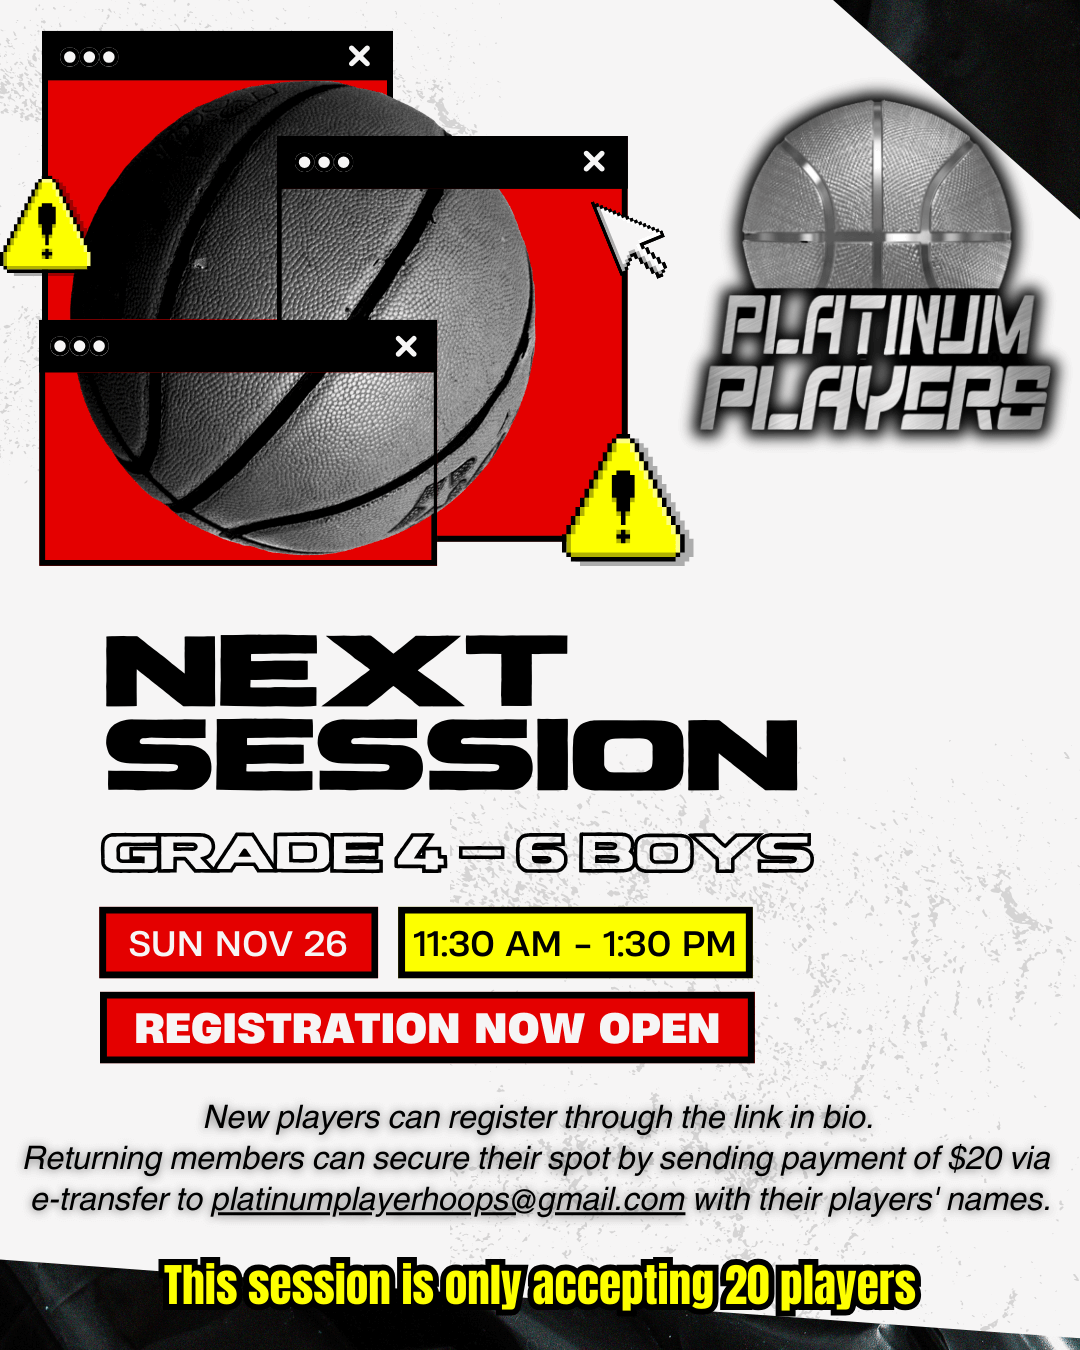 PLATINUM
PLAYERS
NEXT
SESSION
GRADE 4 – 6 BOYS
SUN NOV 26
11:30 AM - 1:30 PM
REGISTRATION NOW OPEN
New players can register through the link in bio.
Returning members can secure their spot by sending payment of $20 via
e-transfer to platinumplayerhoops@gmail.com with their players' names.
This session is only accepting 20 players